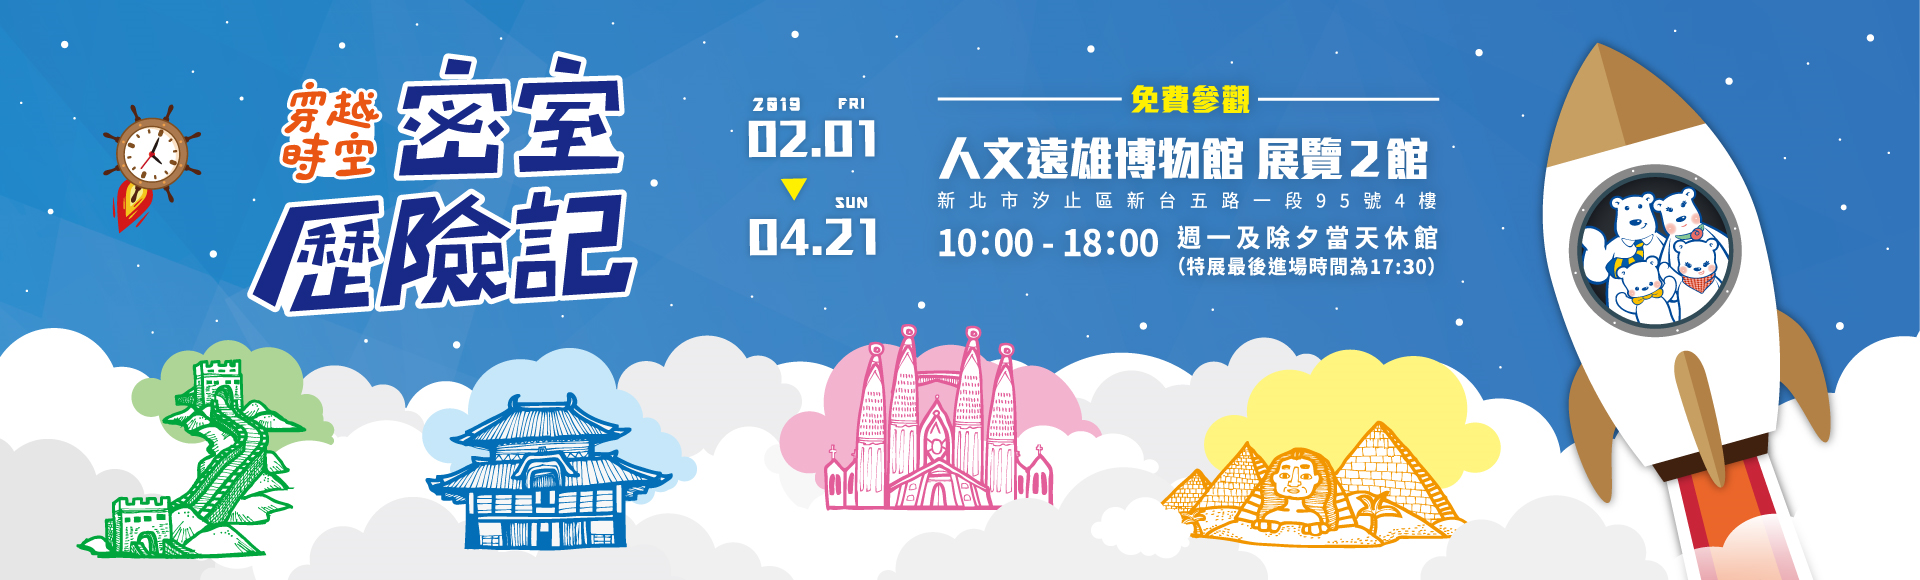 穿越
時空
密室
歷險記
2019 FRI
02.01
SUN
04.21
免費參觀
人文遠雄博物館 展覽2館
新北市汐止區新台五路一段95號4樓
10:00 - 18:00
週一及除夕當天休館
(特展最後進場時間為17:30)